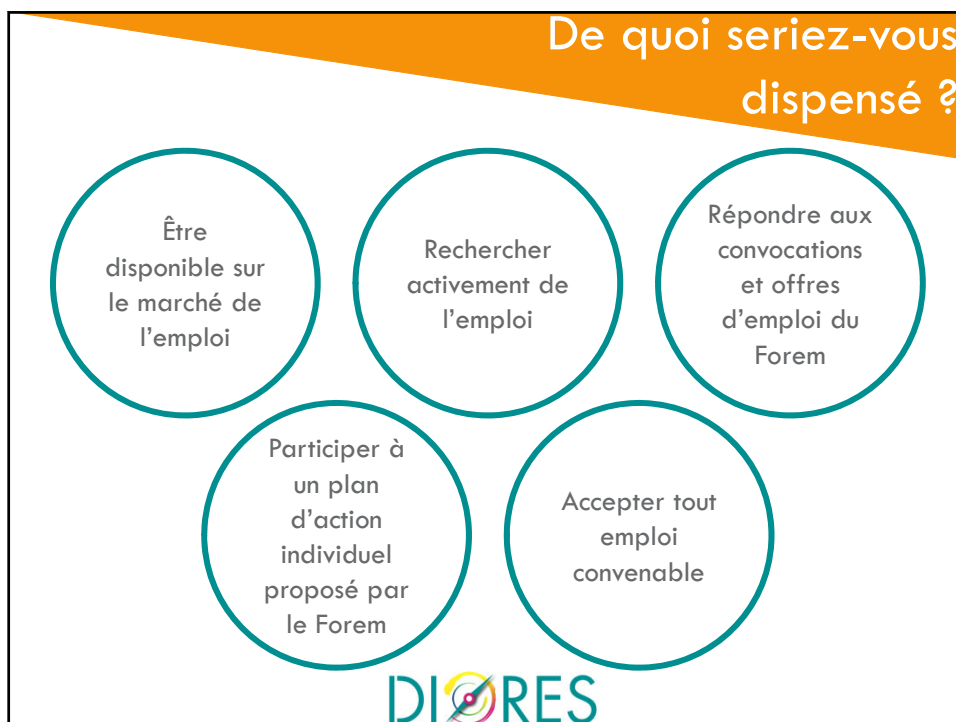 De quoi seriez-vous
dispensé ?
Être
disponible sur
le marché de
l’emploi
Rechercher
activement de
l’emploi
Répondre aux
convocations
et offres
d’emploi du
Forem
Participer à
un plan
d’action
individuel
proposé par
le Forem
Accepter tout
emploi
convenable
DIORES